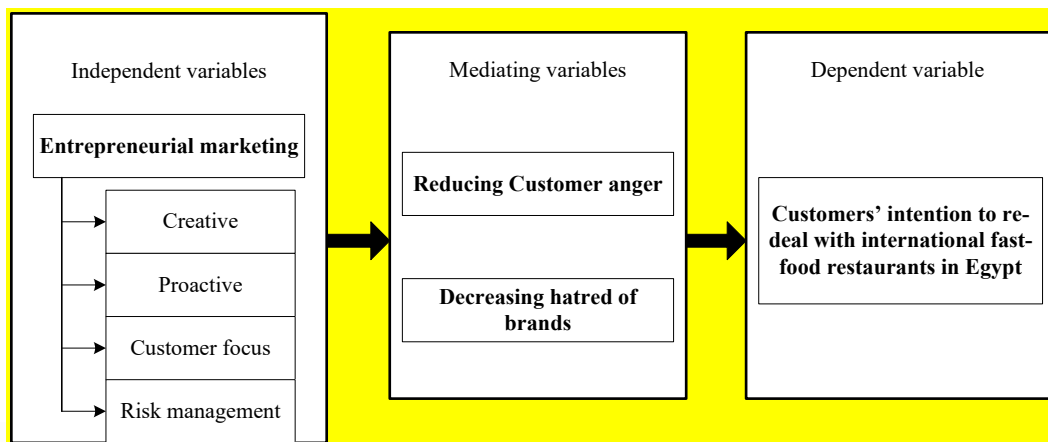 Independent variables
Entrepreneurial marketing
Creative
Proactive
Customer focus
Risk management
Mediating variables
Reducing Customer anger
Decreasing hatred of
brands
Dependent variable
Customers’ intention to re-
deal with international fast-
food restaurants in Egypt